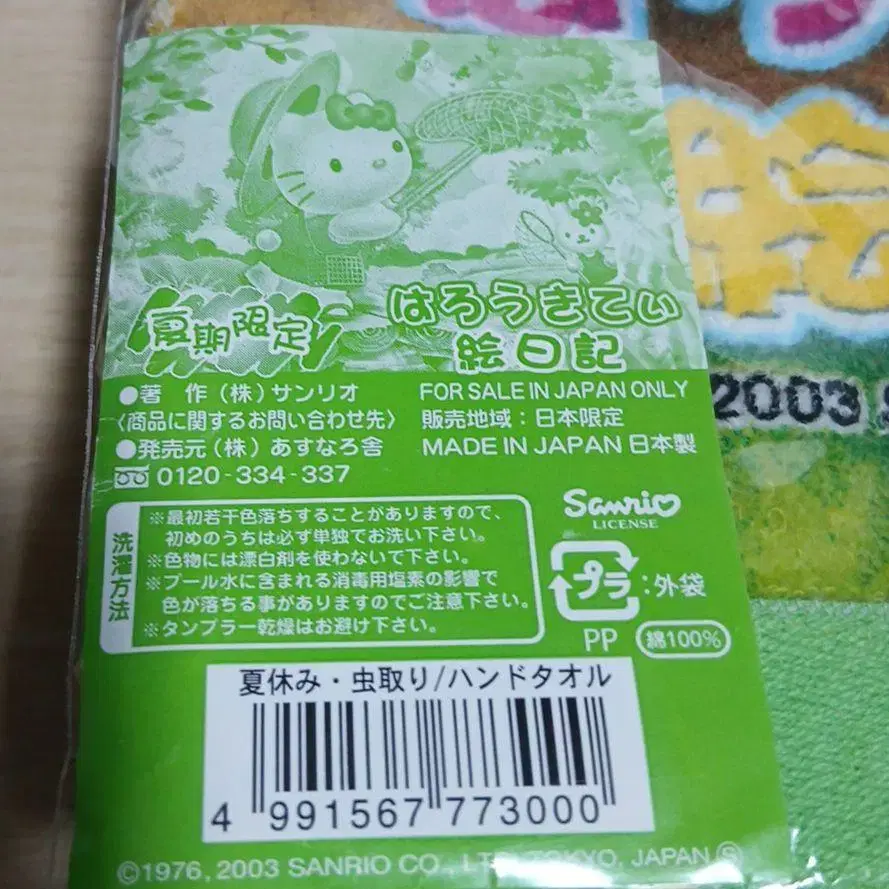 夏期限定
はろうきてぃ
絵日記
●著 作(株)サンリオ
〈商品に関するお問い合わせ先〉
●発売元(株)あすなろ舎
0120-334-337
FOR SALE IN JAPAN ONLY
販売地域：日本限定
MADE IN JAPAN 日本製
洗濯方法
※最初若干色落ちすることがありますので、
初めのうちは必ず単独でお洗い下さい。
※色物には漂白剤を使わないで下さい。
※プール水に含まれる消毒用塩素の影響で
色が落ちる事がありますのでご注意下さい。
※タンブラー乾燥はお避け下さい。
Sanrio
LICENSE
プラ：外袋
PP
綿100%
夏休み・虫取り/ハンドタオル
4 991567 773000
©1976, 2003 SANRIO CO., LTD. TOKYO, JAPAN Ⓢ
2003